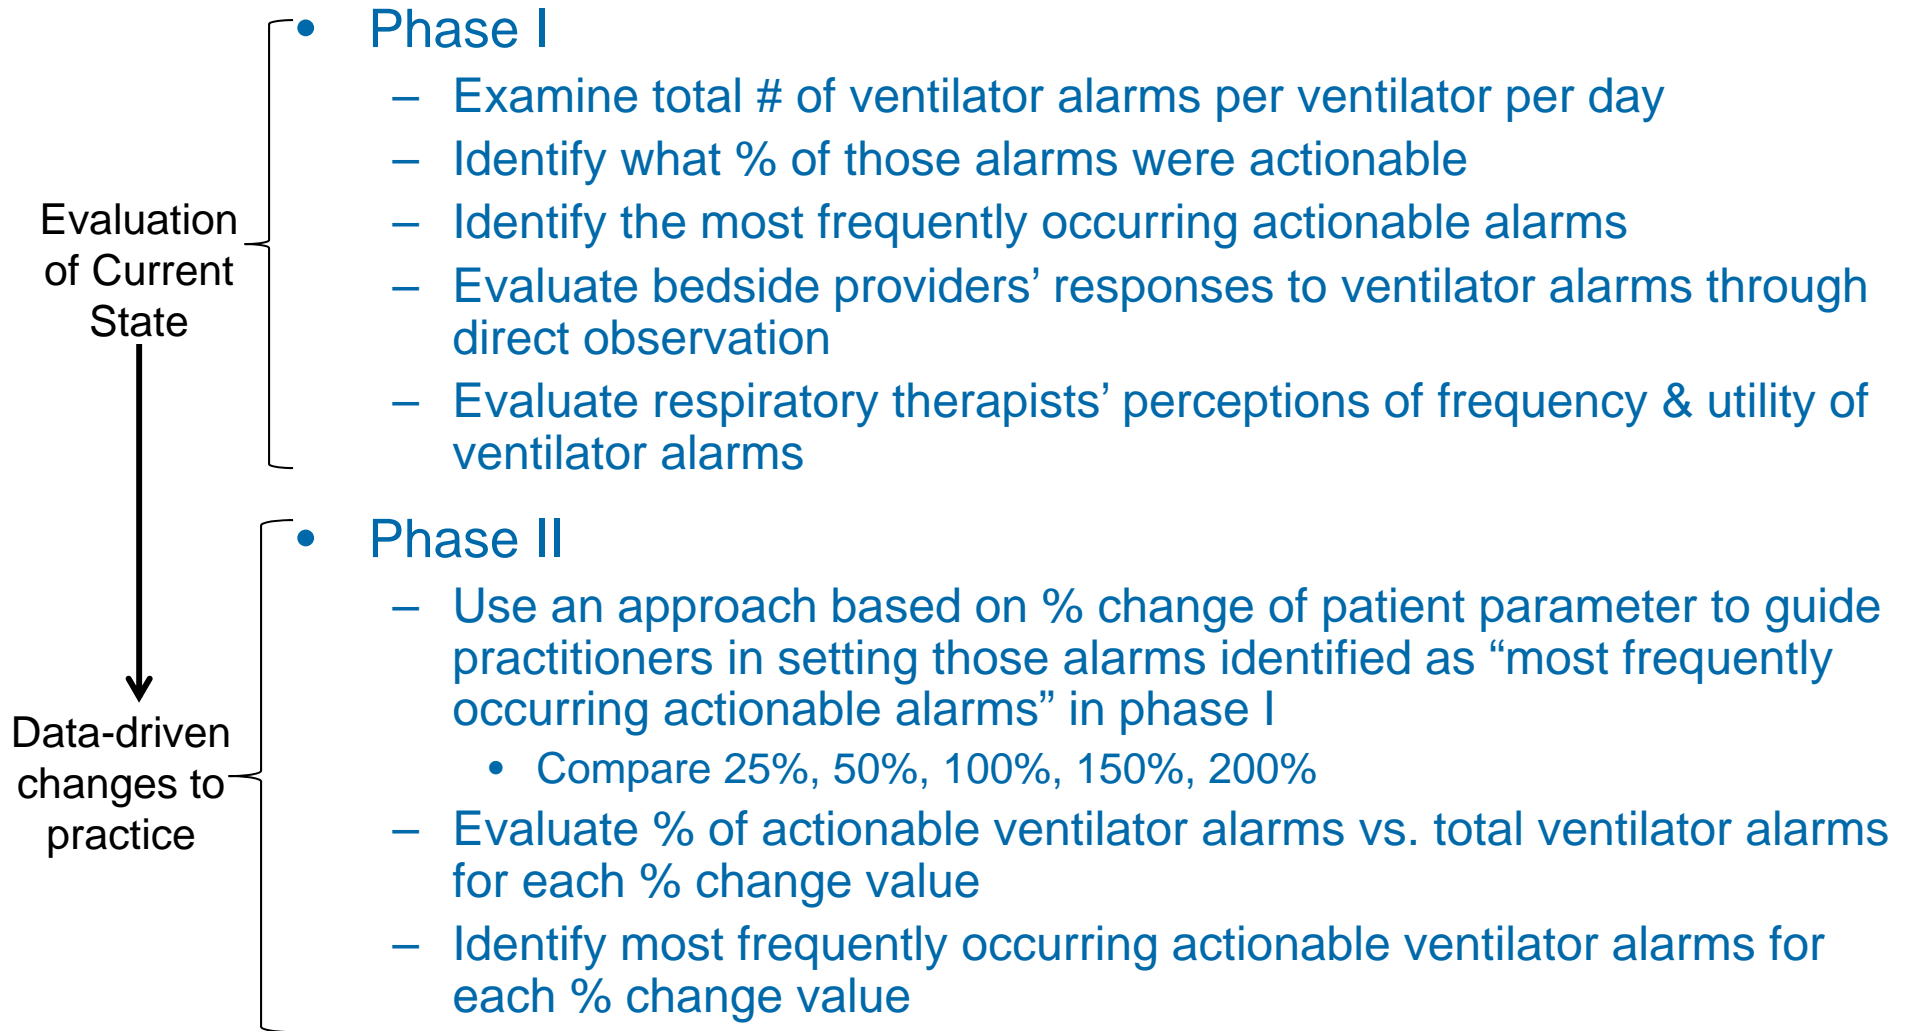 • Phase I
– Examine total # of ventilator alarms per ventilator per day
– Identify what % of those alarms were actionable
– Identify the most frequently occurring actionable alarms
– Evaluate bedside providers’ responses to ventilator alarms through
direct observation
– Evaluate respiratory therapists’ perceptions of frequency & utility of
ventilator alarms
Evaluation
of Current
State
• Phase II
– Use an approach based on % change of patient parameter to guide
practitioners in setting those alarms identified as “most frequently
occurring actionable alarms” in phase I
• Compare 25%, 50%, 100%, 150%, 200%
– Evaluate % of actionable ventilator alarms vs. total ventilator alarms
for each % change value
– Identify most frequently occurring actionable ventilator alarms for
each % change value
Data-driven
changes to
practice